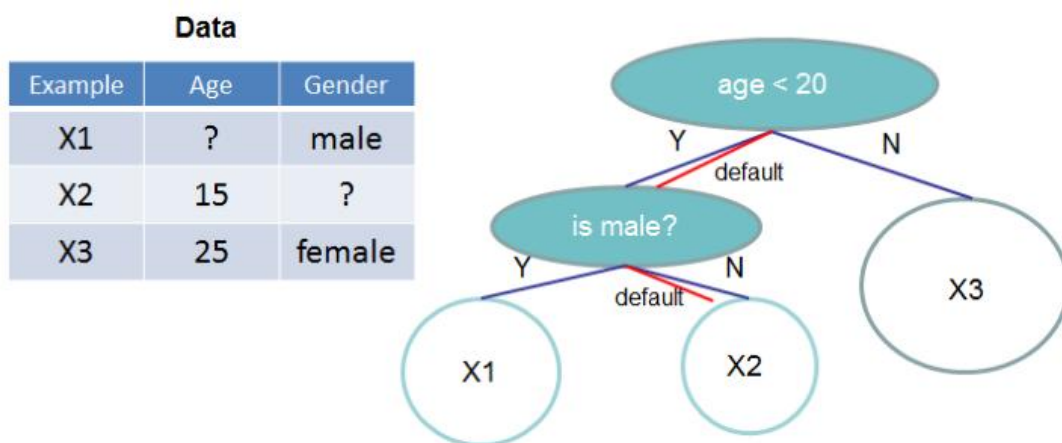 Data
Example Age Gender
X1 ? male
X2 15 ?
X3 25 female
age < 20
Y N
default
is male?
Y N
default
X1
X2
X3